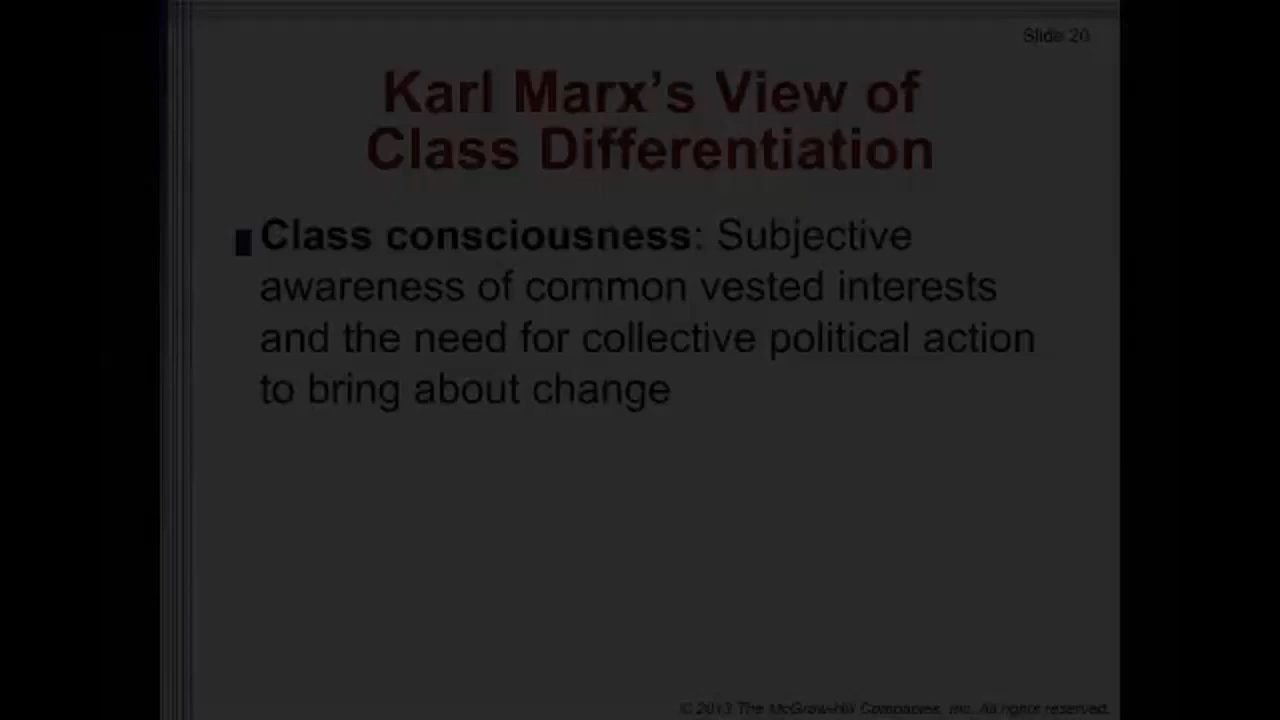 Slide 20
Karl Marx’s View of
Class Differentiation
Class consciousness: Subjective
awareness of common vested interests
and the need for collective political action
to bring about change
© 2013 The McGraw-Hill Companies, Inc. All rights reserved.